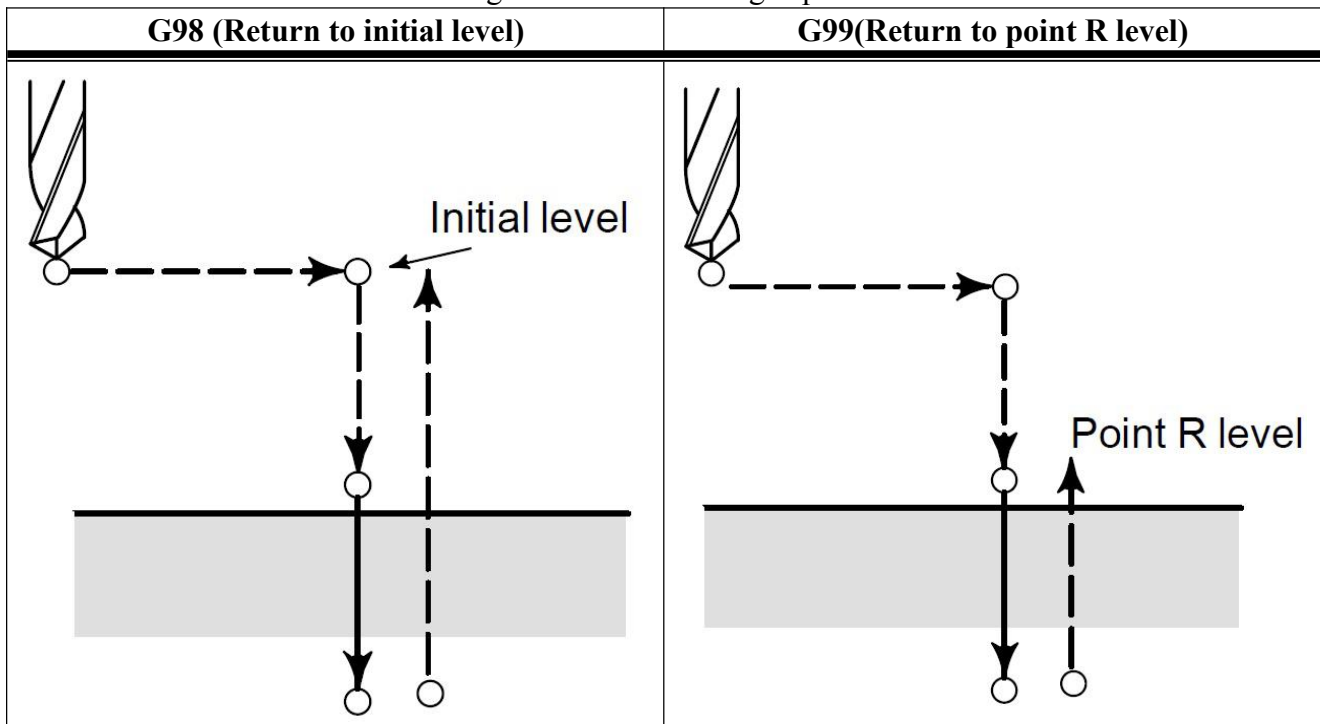 G98 (Return to initial level)
G99(Return to point R level)
Initial level
Point R level